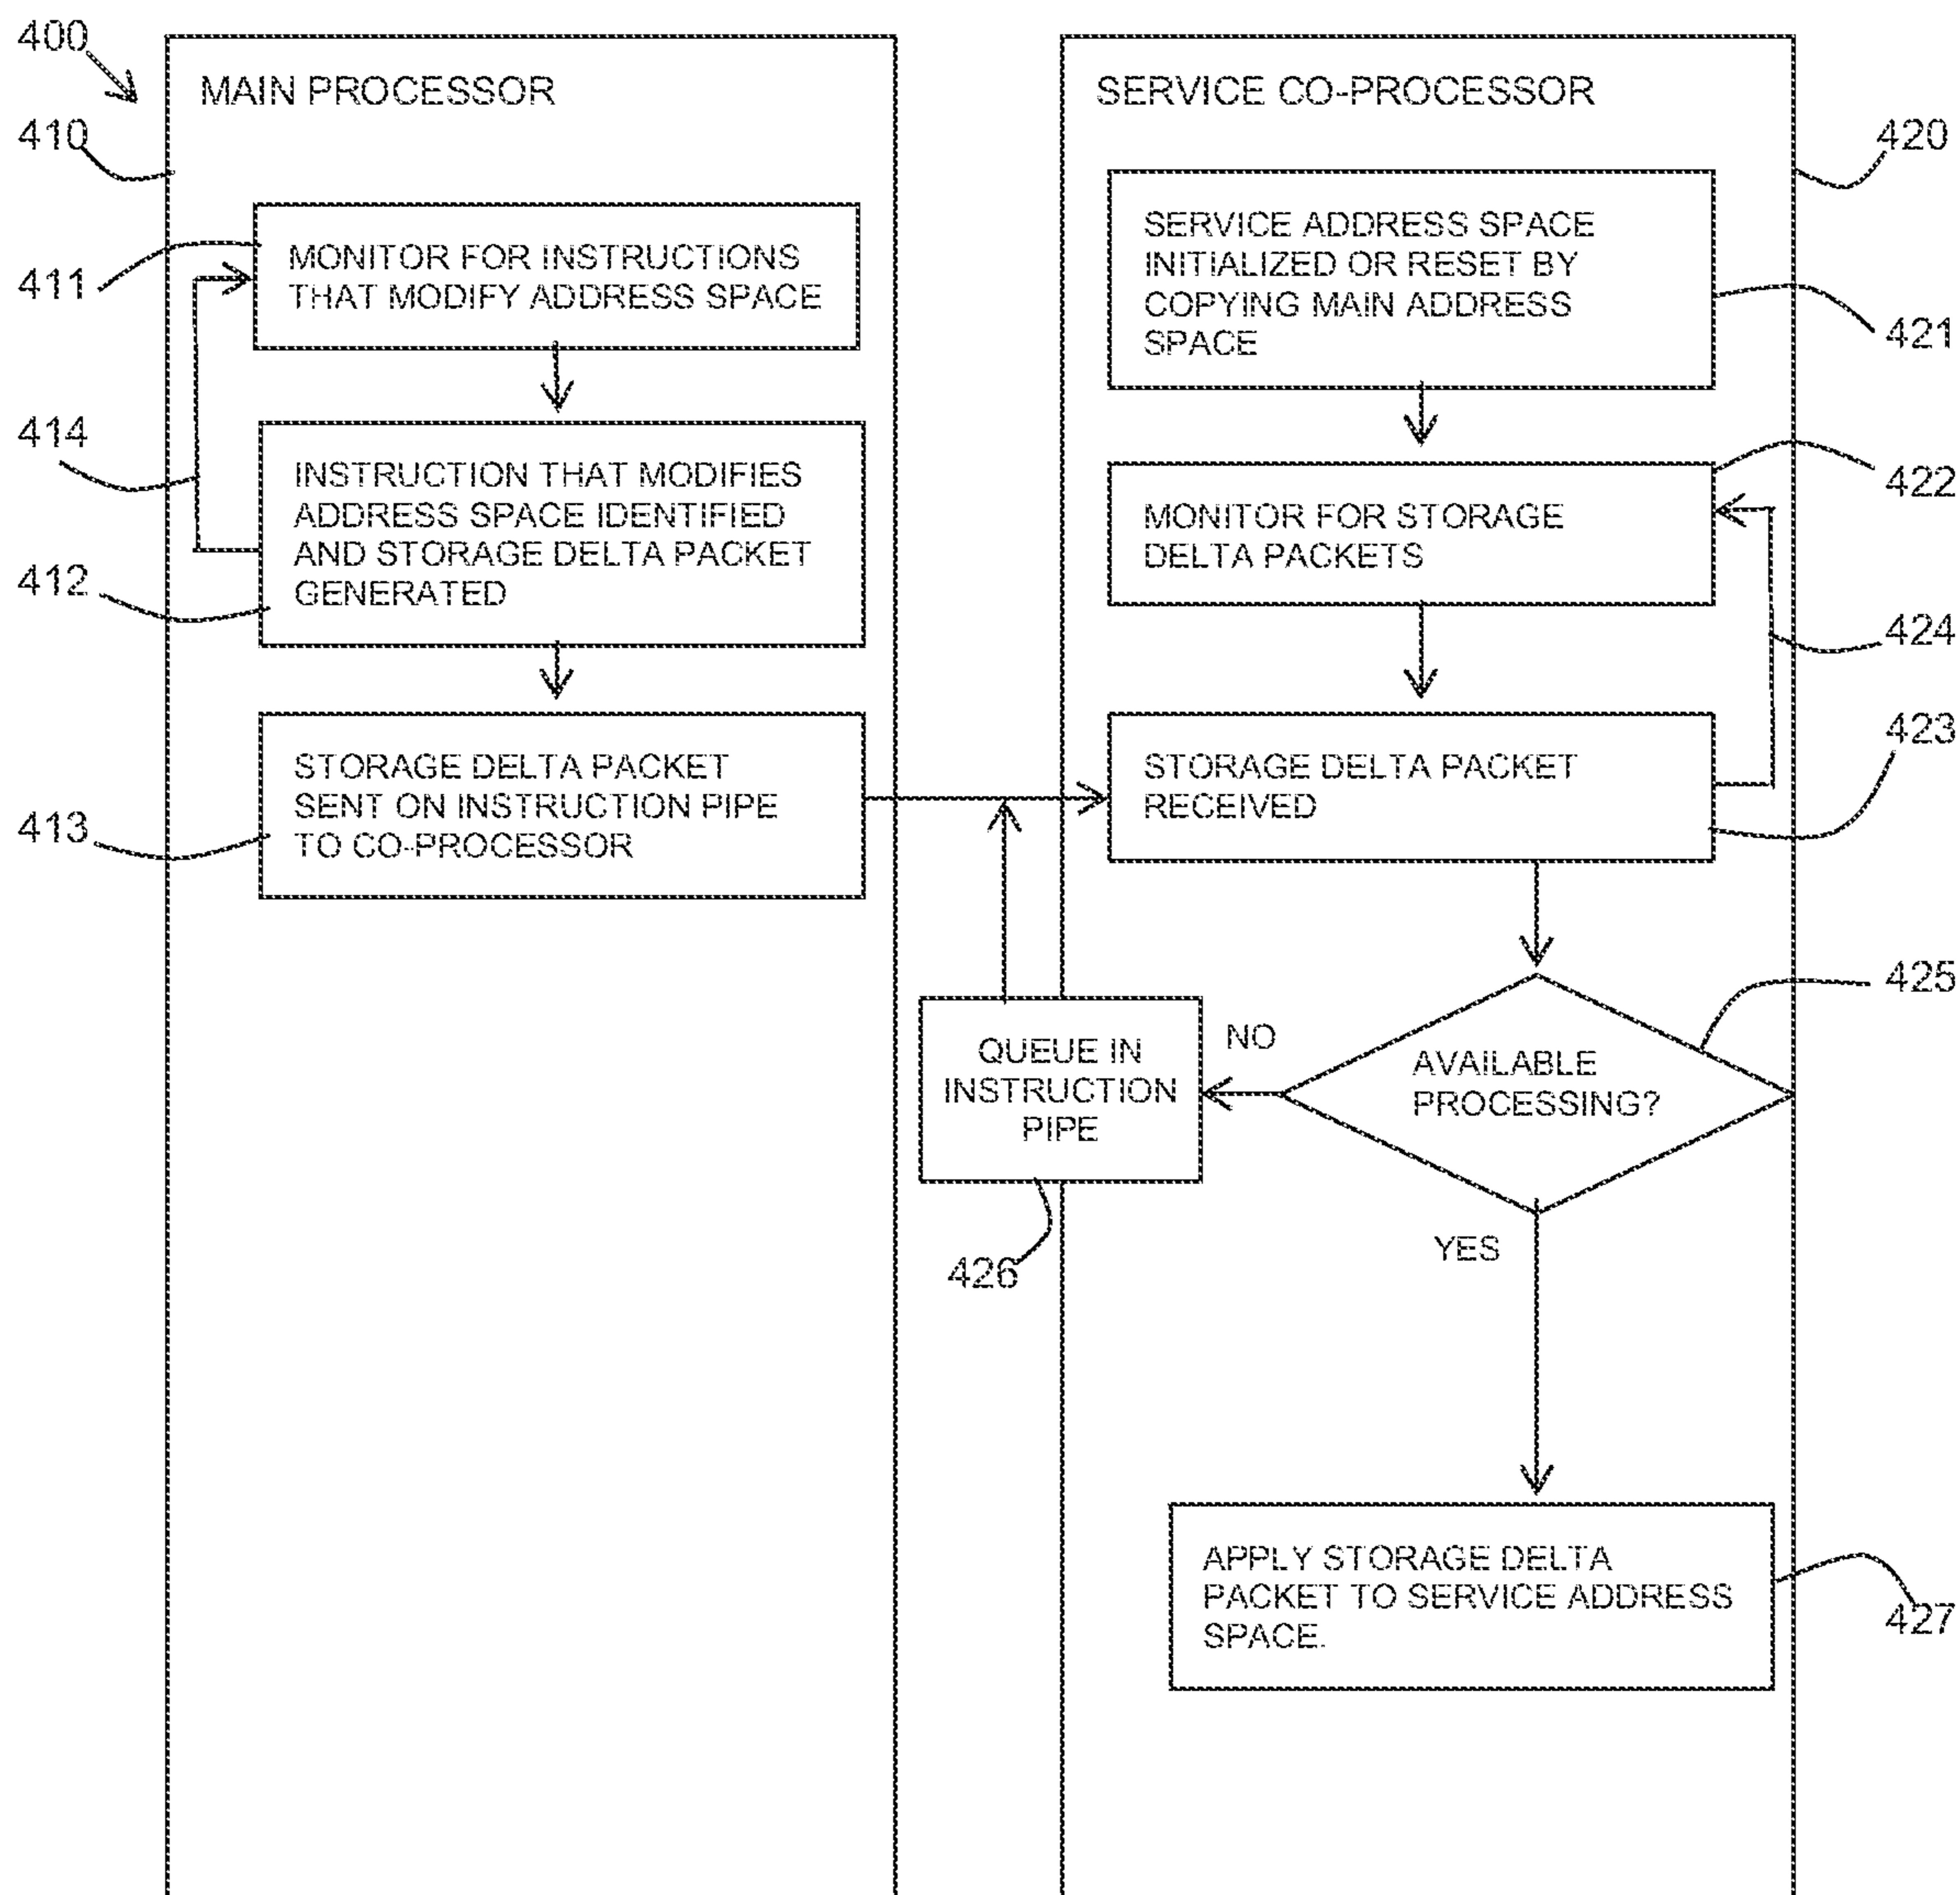 400
MAIN PROCESSOR
410
411
MONITOR FOR INSTRUCTIONS
THAT MODIFY ADDRESS SPACE
414
INSTRUCTION THAT MODIFIES
ADDRESS SPACE IDENTIFIED
AND STORAGE DELTA PACKET
GENERATED
412
STORAGE DELTA PACKET
SENT ON INSTRUCTION PIPE
TO CO-PROCESSOR
413
SERVICE CO-PROCESSOR
420
SERVICE ADDRESS SPACE
INITIALIZED OR RESET BY
COPYING MAIN ADDRESS
SPACE
421
422
MONITOR FOR STORAGE
DELTA PACKETS
424
423
STORAGE DELTA PACKET
RECEIVED
425
AVAILABLE
PROCESSING?
NO
QUEUE IN
INSTRUCTION
PIPE
426
YES
APPLY STORAGE DELTA
PACKET TO SERVICE ADDRESS
SPACE.
427